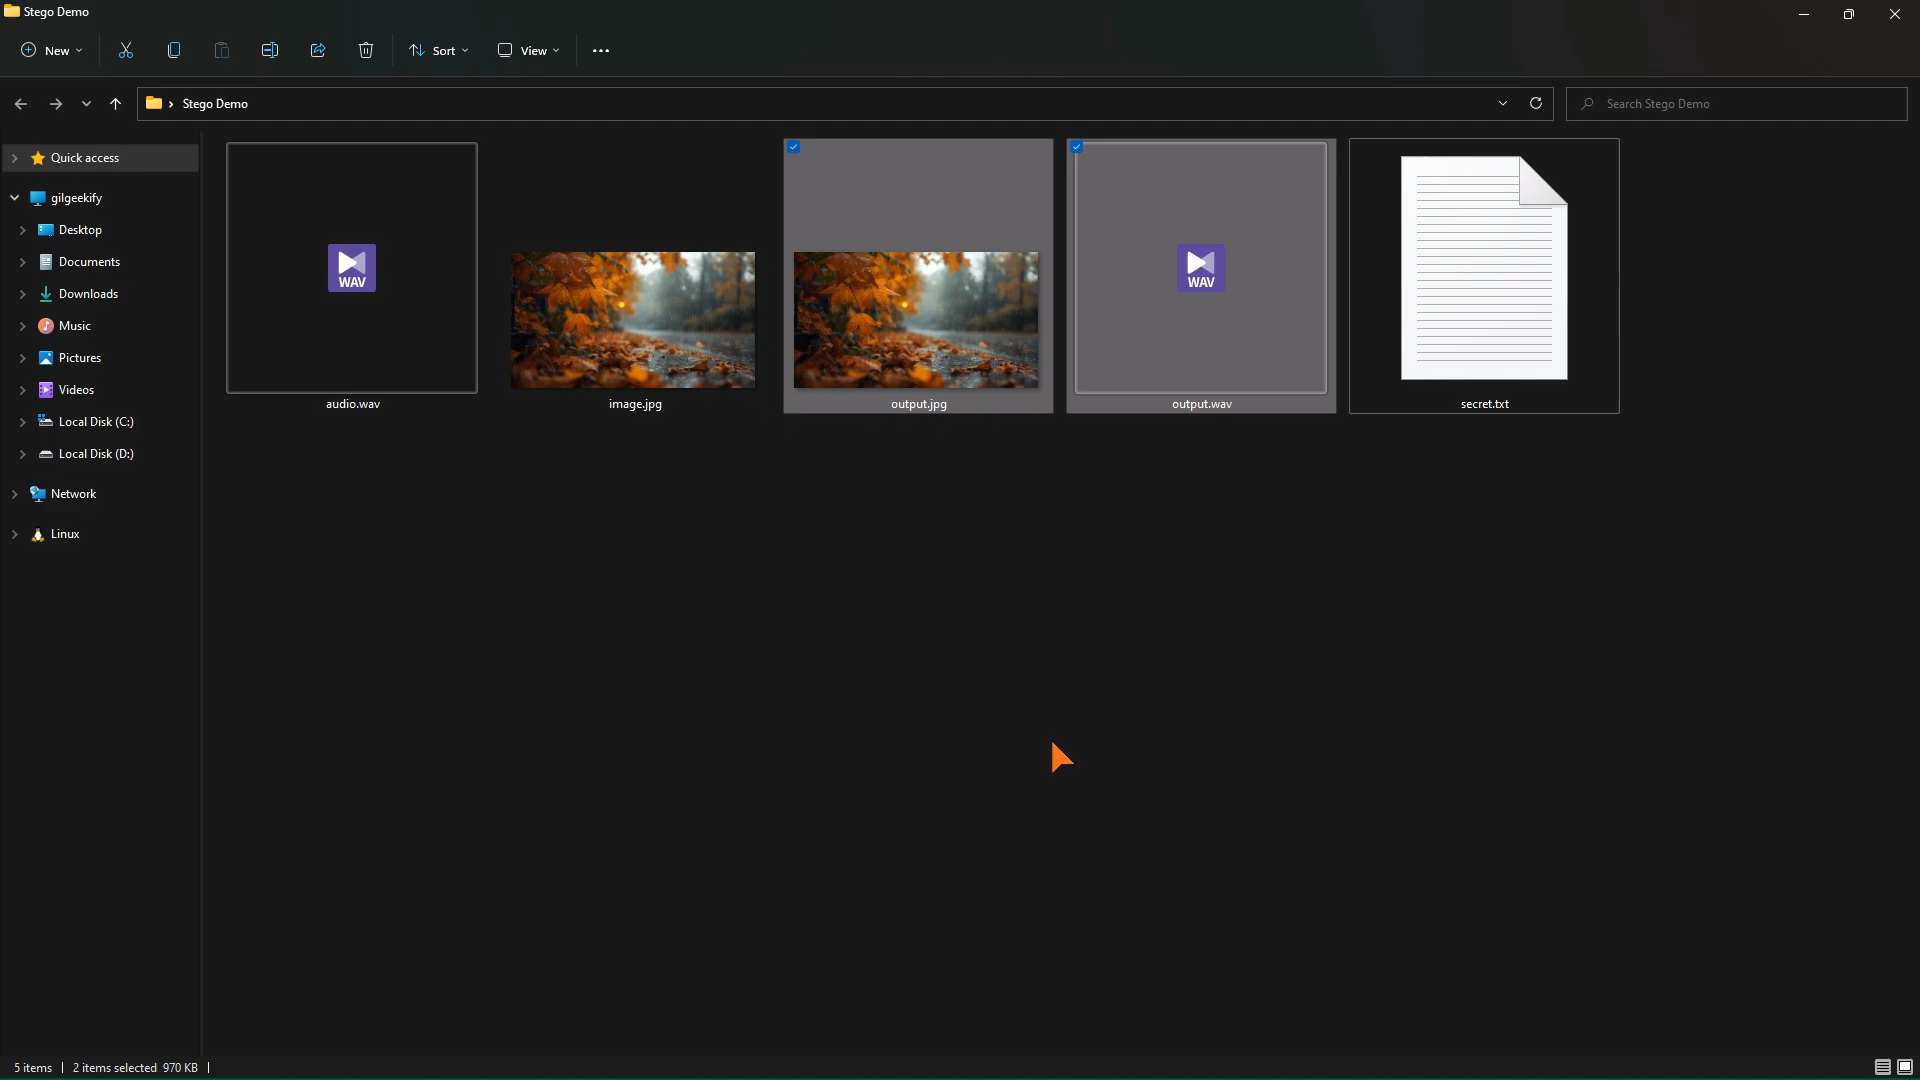 Stego Demo
New
Sort
View
Stego Demo
Search Stego Demo
Quick access
gilgeekify
Desktop
Documents
Downloads
Music
Pictures
Videos
Local Disk (C:)
Local Disk (D:)
Network
Linux
WAV
WAV
audio.wav
image.jpg
output.jpg
output.wav
secret.txt
5 items
2 items selected 970 KB